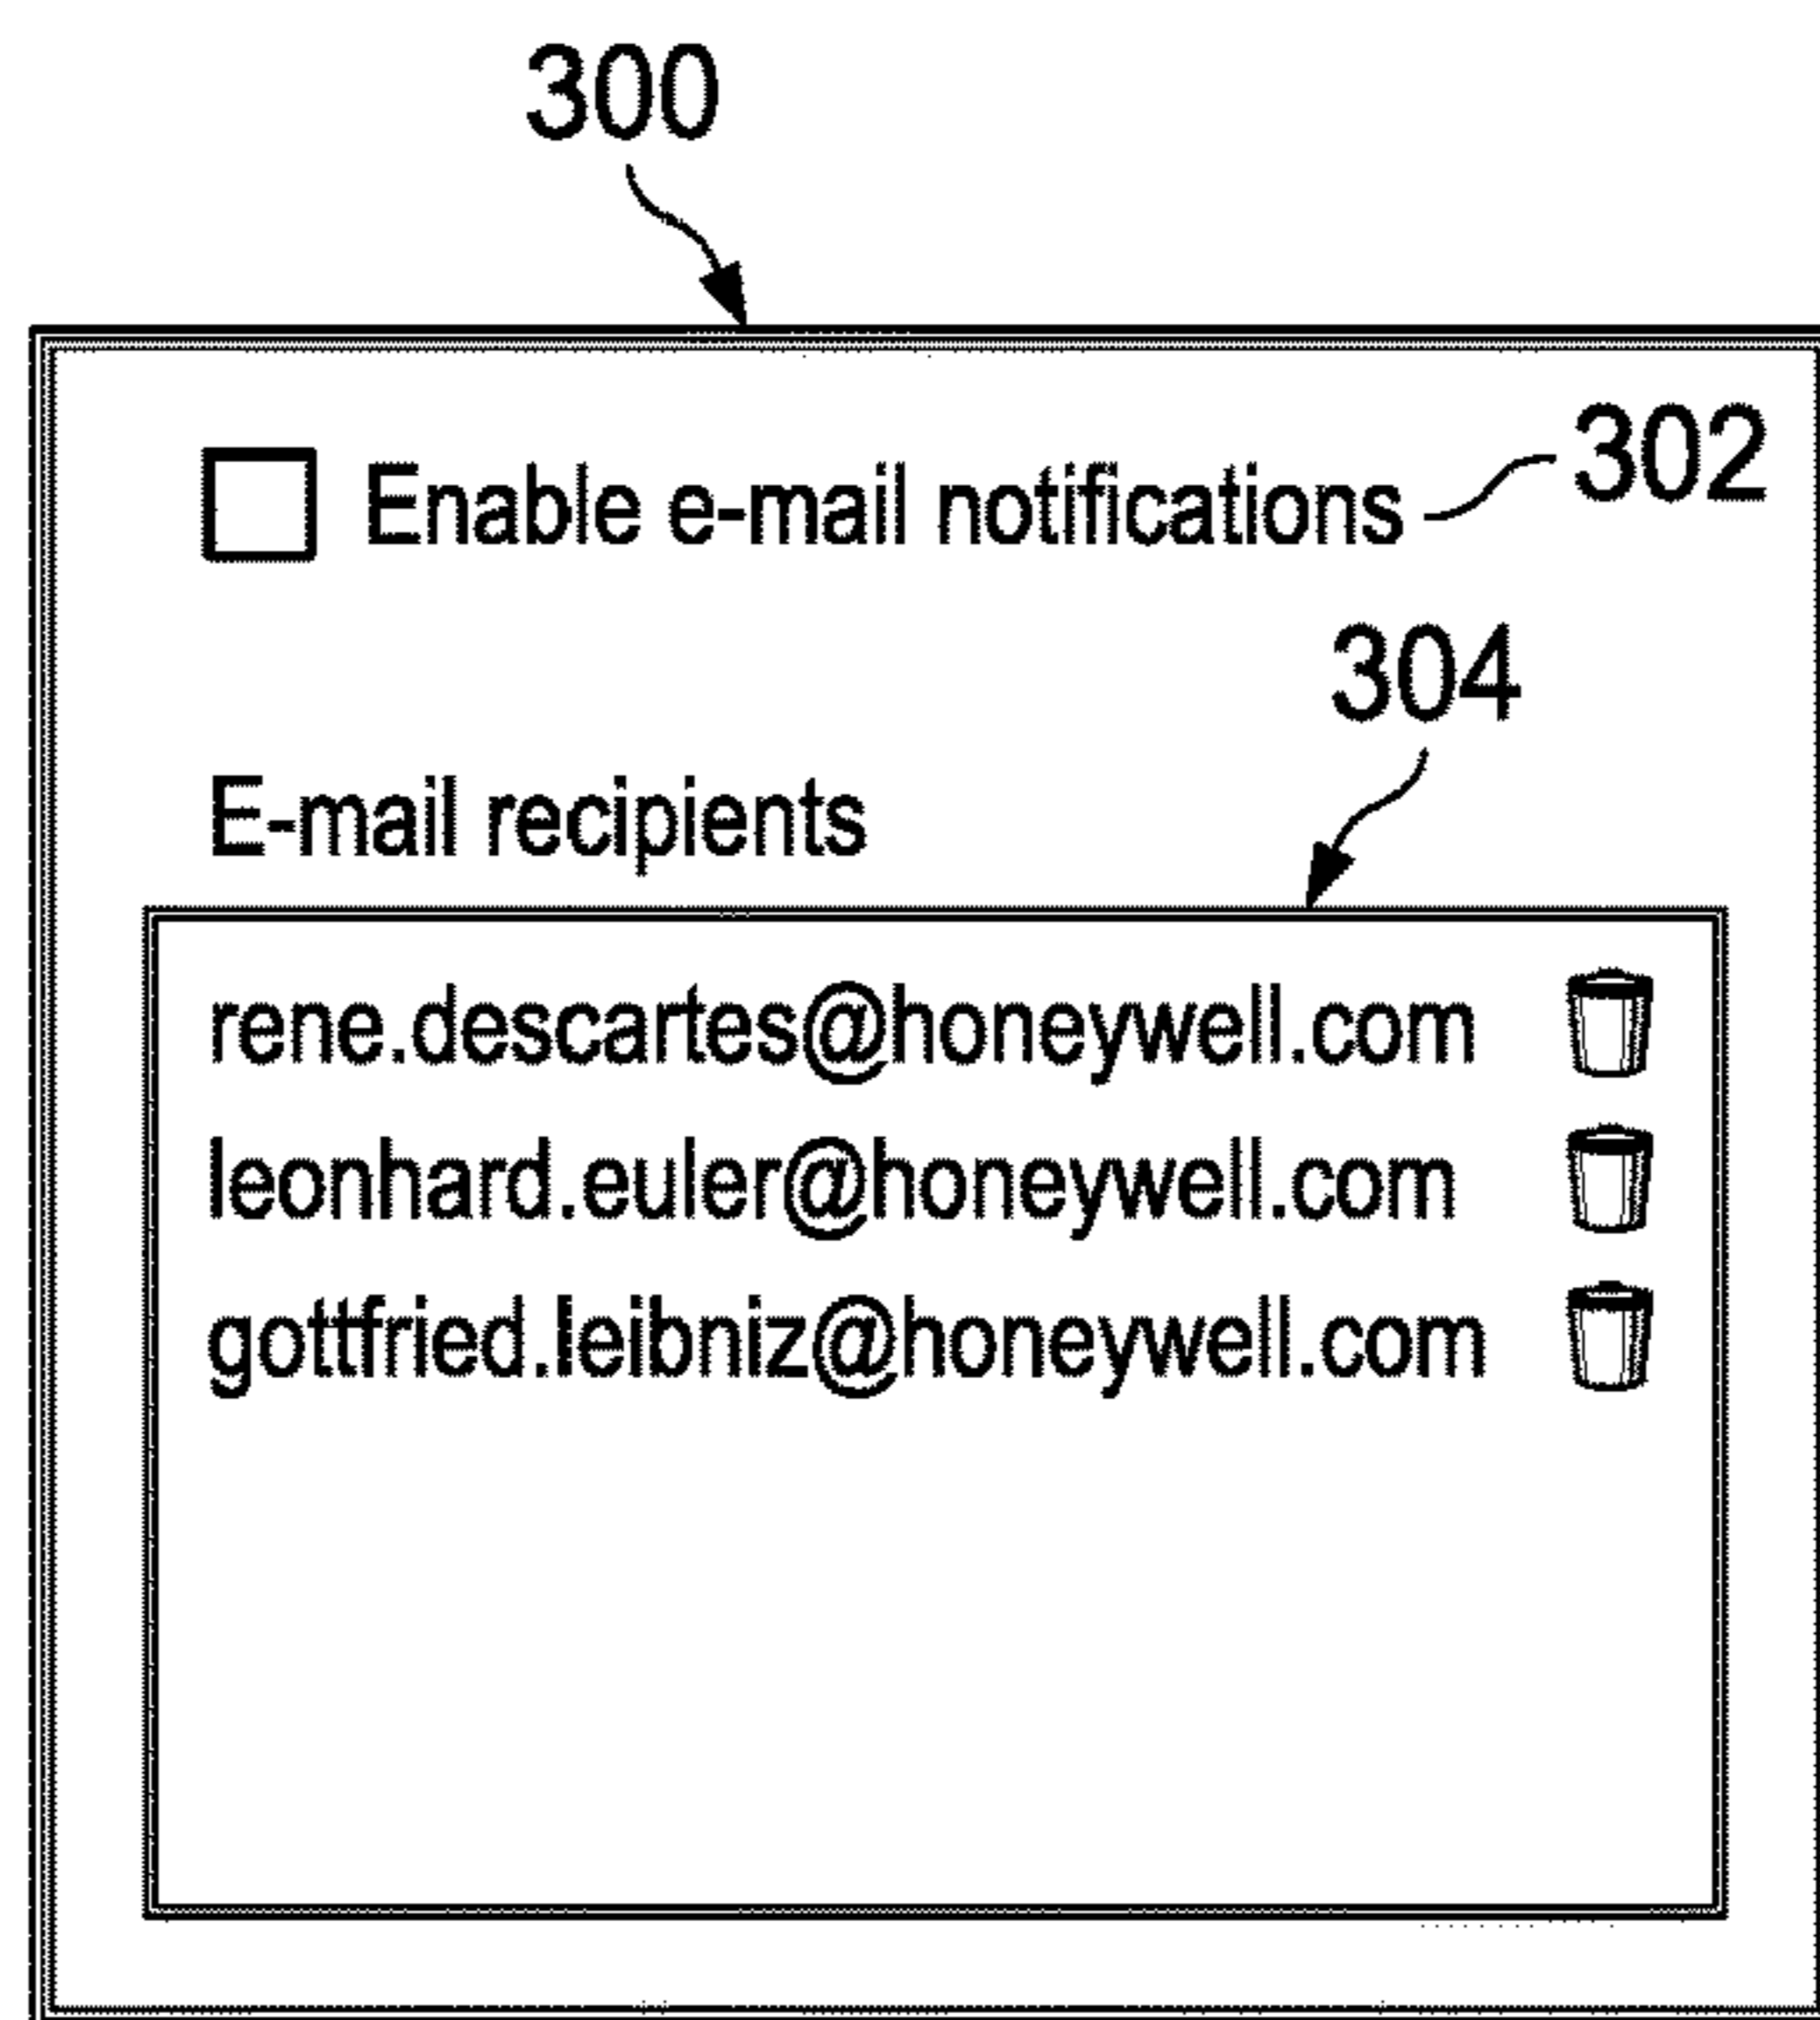 300
Enable e-mail notifications 302
304
E-mail recipients
rene.descartes@honeywell.com
leonhard.euler@honeywell.com
gottfried.leibniz@honeywell.com